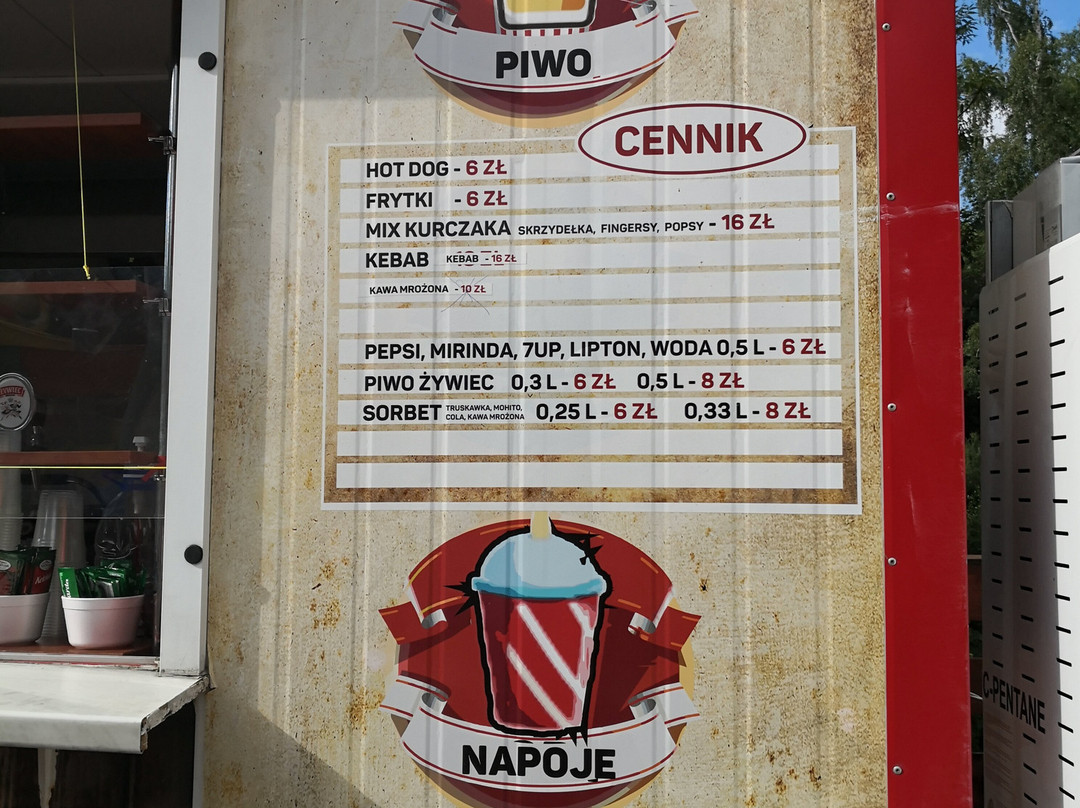 PIWO
CENNIK
HOT DOG - 6 ZŁ
FRYTKI - 6 ZŁ
MIX KURCZAKA SKRZYDEŁKA, FINGERSY, POPSY - 16 ZŁ
KEBAB KEBAB - 16 ZŁ
KAWA MROŻONA - 10 ZŁ
PEPSI, MIRINDA, 7UP, LIPTON, WODA 0,5 L - 6 ZŁ
PIWO ŻYWIEC 0,3 L - 6 ZŁ 0,5 L - 8 ZŁ
SORBET TRUSKAWKA, MOHITO, COLA, KAWA MROŻONA 0,25 L - 6 ZŁ 0,33 L - 8 ZŁ
NAPOJE
C-PENTANE